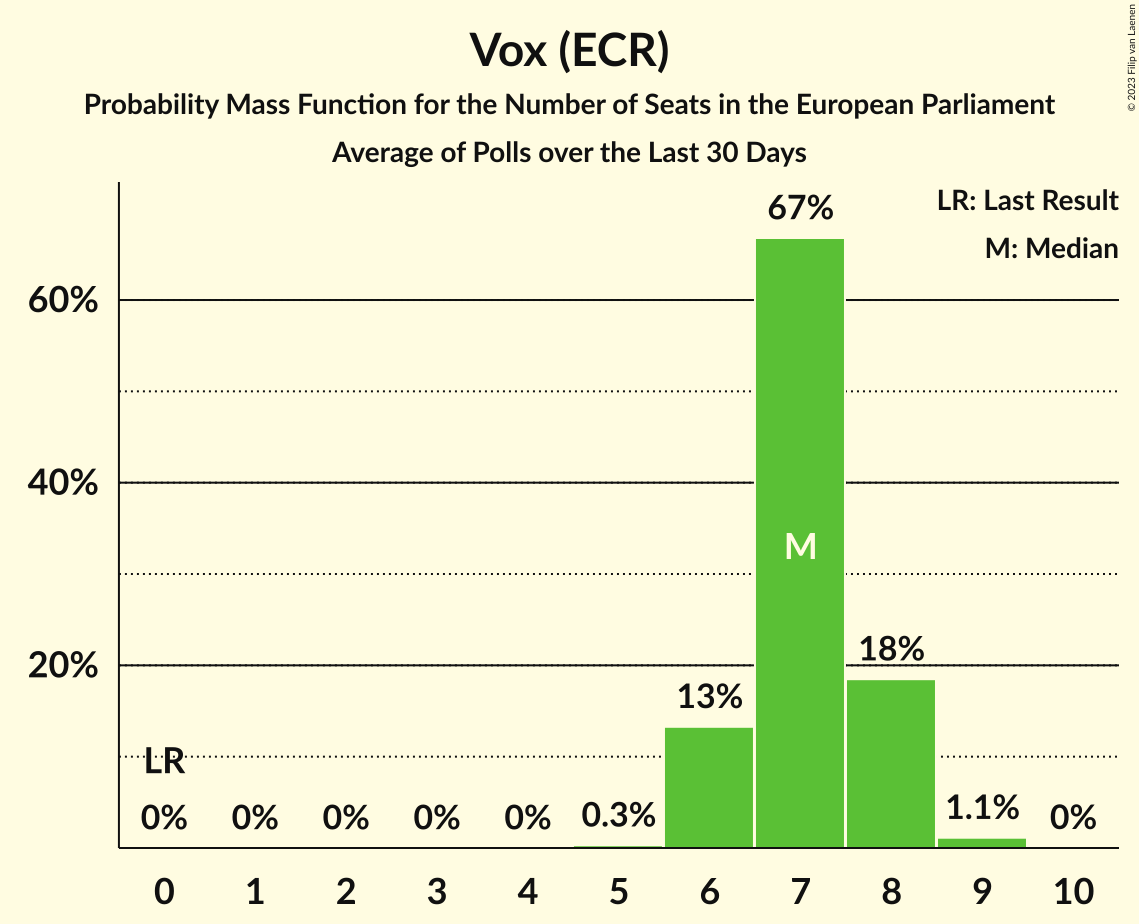 Vox (ECR)
Probability Mass Function for the Number of Seats in the European Parliament
Average of Polls over the Last 30 Days
© 2023 Filip van Laenen
LR: Last Result
M: Median
67%
60%
40%
M
20%
18%
13%
LR
0%
0%
0%
0%
0%
0.3%
1.1%
0%
0 1 2 3 4 5 6 7 8 9 10